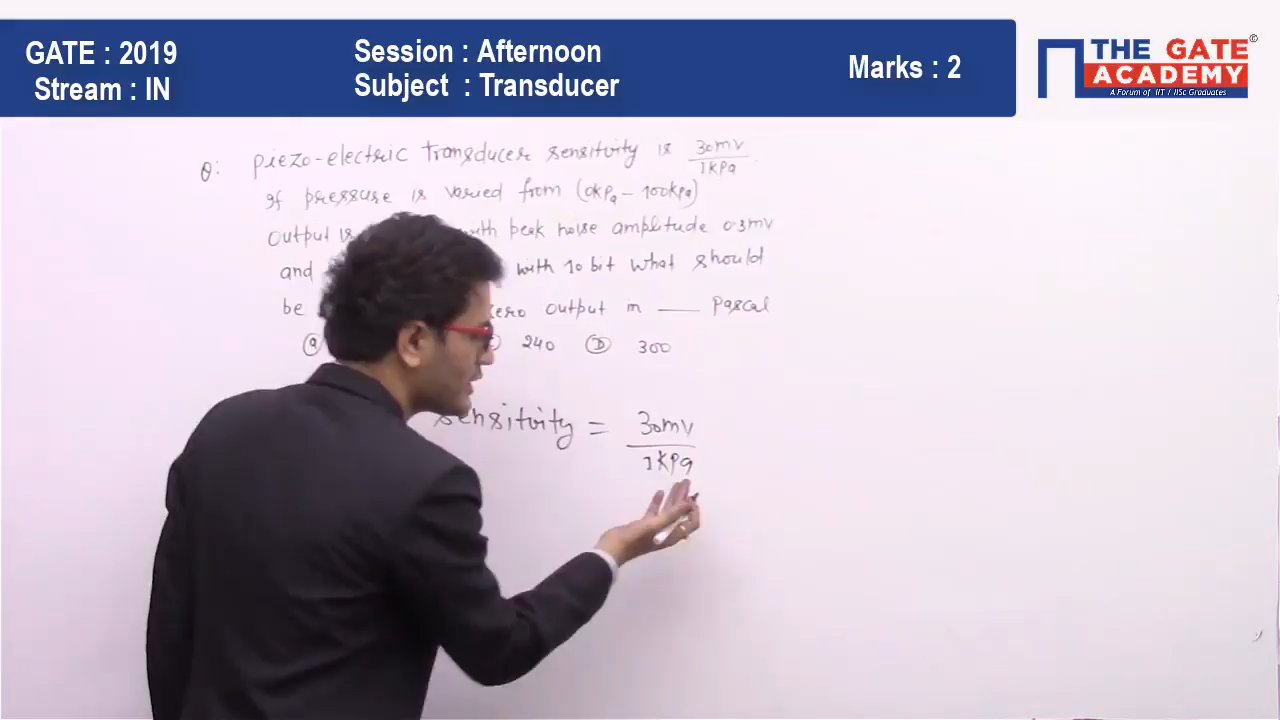 GATE : 2019
Stream : IN
Session : Afternoon
Subject : Transducer
Marks : 2
THE GATE
ACADEMY
©
A Forum of IIT / IISc Graduates
Q: Piezo-electric transducer sensitivity is 30mV
1kPa
If pressure is varied from (0kPa - 100kPa)
Output is with peak noise amplitude 0.3mV
and with 10 bit what should
be zero output in ___ Pascal
a 240 D 300
Sensitivity = 30mV
1kPa